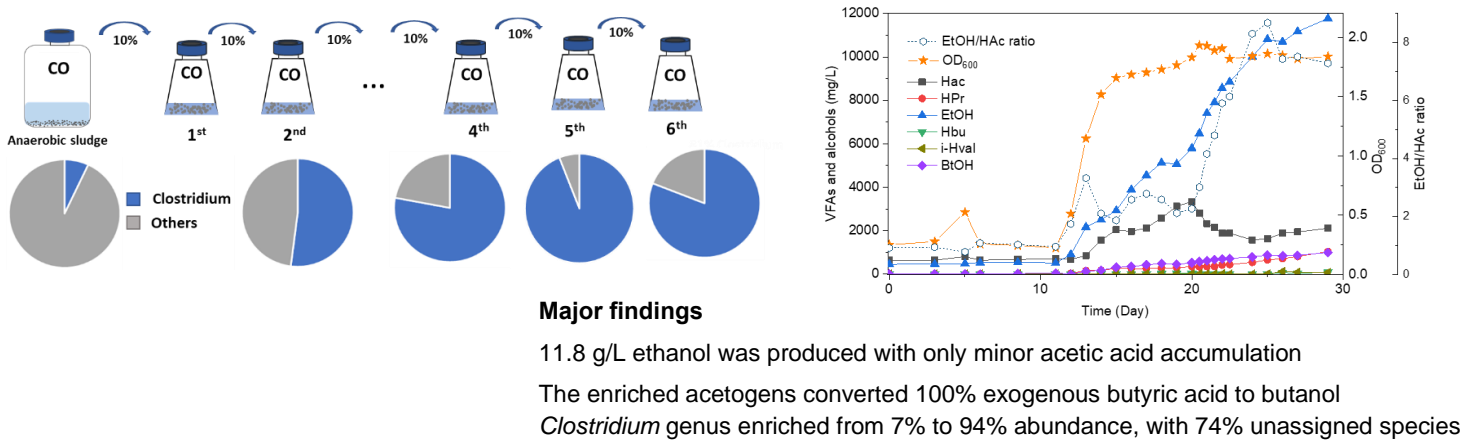 10%
10%
10%
10%
10%
10%
CO
CO
CO
...
CO
CO
CO
Anaerobic sludge
1st
2nd
4th
5th
6th
Clostridium
Others
12000
10000
8000
6000
4000
2000
0
VFAs and alcohols (mg/L)
EtOH/HAc ratio
OD600
Hac
HPr
EtOH
Hbu
i-Hval
BtOH
2.0
1.5
1.0
0.5
0.0
OD600
8
6
4
2
0
EtOH/HAc ratio
0
10
20
30
Time (Day)
Major findings
11.8 g/L ethanol was produced with only minor acetic acid accumulation
The enriched acetogens converted 100% exogenous butyric acid to butanol
Clostridium genus enriched from 7% to 94% abundance, with 74% unassigned species